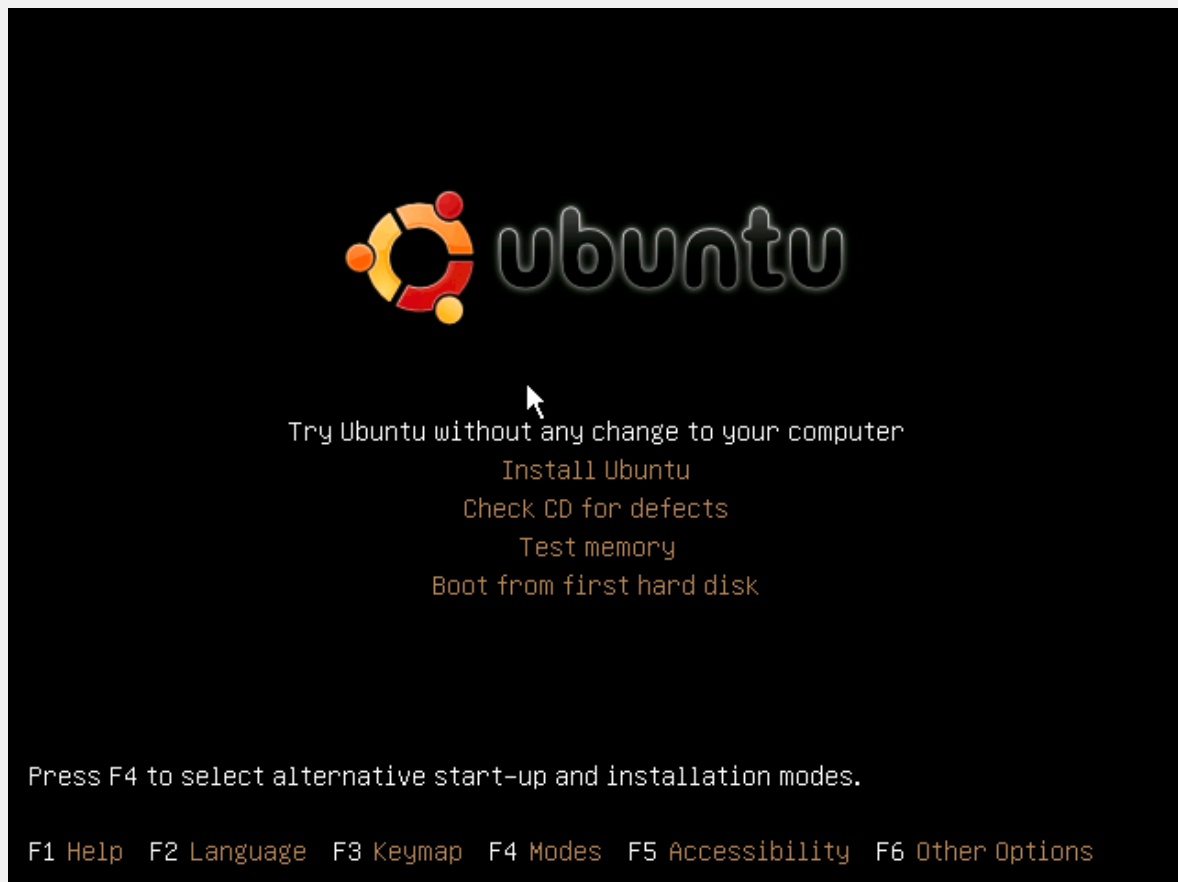 ubuntu
Try Ubuntu without any change to your computer
Install Ubuntu
Check CD for defects
Test memory
Boot from first hard disk
Press F4 to select alternative start-up and installation modes.
F1 Help F2 Language F3 Keymap F4 Modes F5 Accessibility F6 Other Options